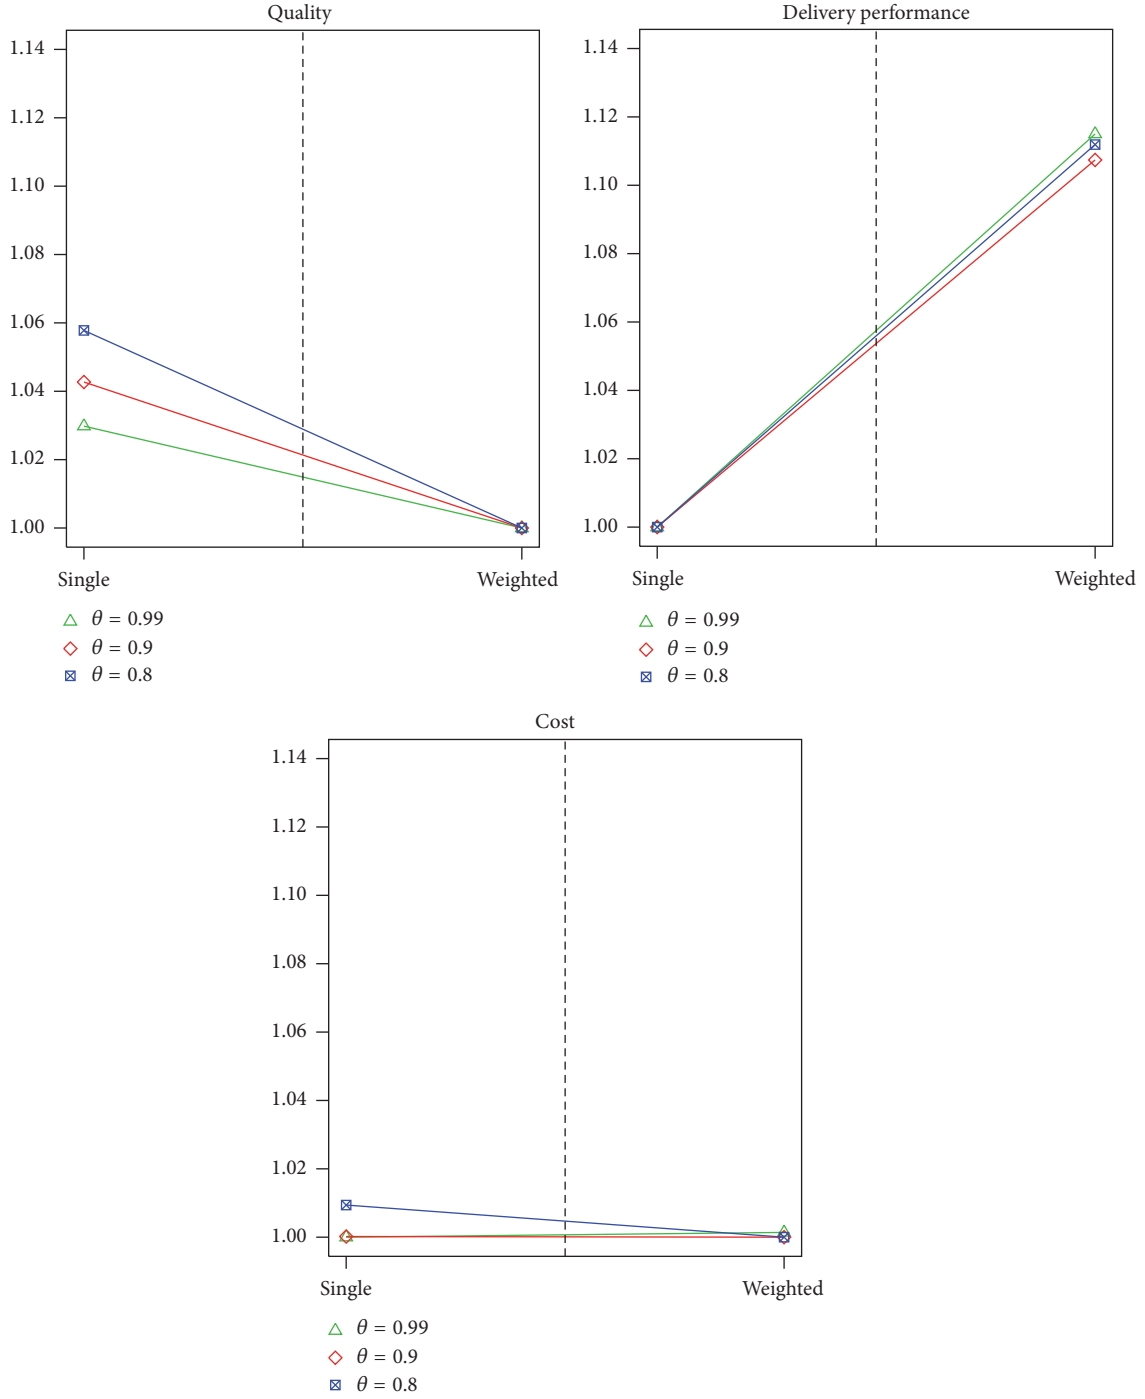 Quality
1.14
1.12
1.10
1.08
1.06
1.04
1.02
1.00
Single Weighted
θ = 0.99
θ = 0.9
θ = 0.8
Delivery performance
1.14
1.12
1.10
1.08
1.06
1.04
1.02
1.00
Single Weighted
θ = 0.99
θ = 0.9
θ = 0.8
Cost
1.14
1.12
1.10
1.08
1.06
1.04
1.02
1.00
Single Weighted
θ = 0.99
θ = 0.9
θ = 0.8